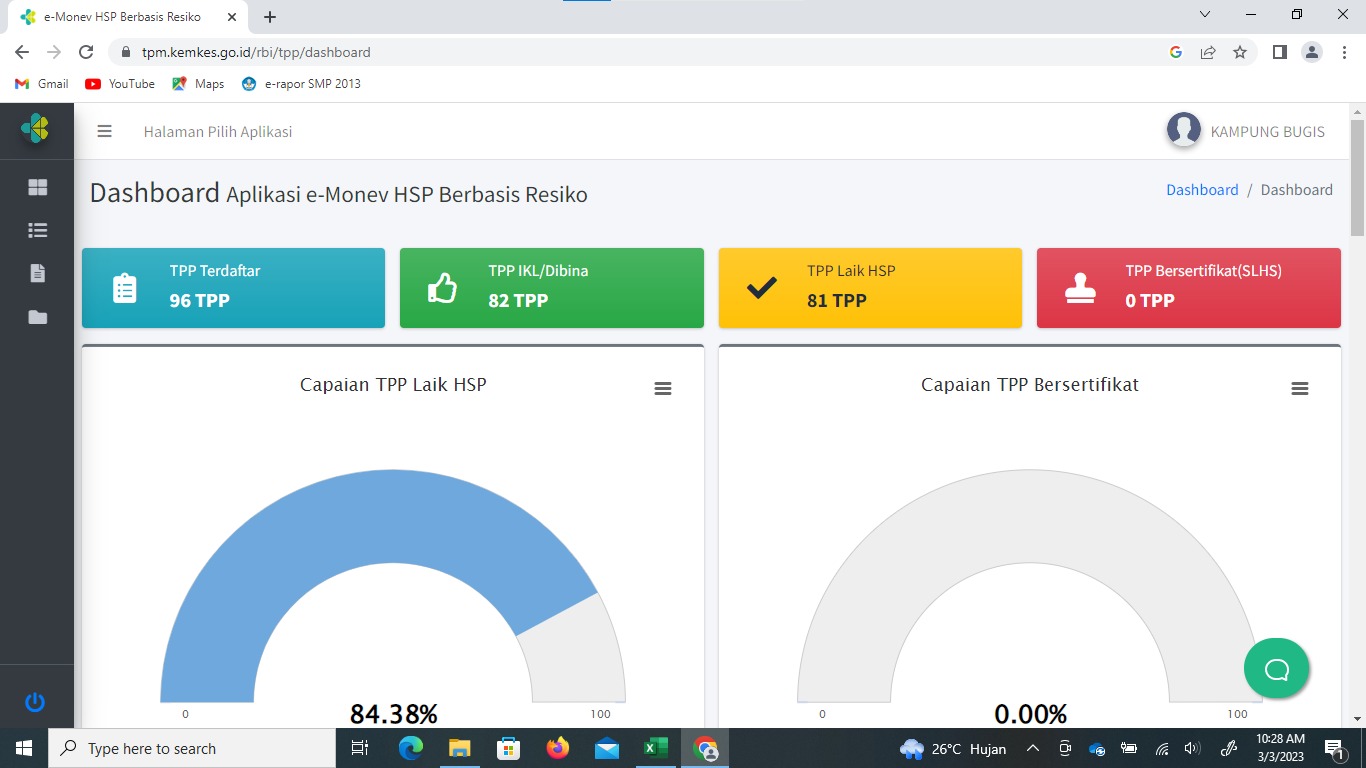 e-Monev HSP Berbasis Resiko
tpm.kemkes.go.id/rbi/tpp/dashboard
Gmail YouTube Maps e-rapor SMP 2013
Halaman Pilih Aplikasi
KAMPUNG BUGIS
Dashboard Aplikasi e-Monev HSP Berbasis Resiko
Dashboard / Dashboard
TPP Terdaftar
96 TPP
TPP IKL/Dibina
82 TPP
TPP Laik HSP
81 TPP
TPP Bersertifikat(SLHS)
0 TPP
Capaian TPP Laik HSP
0 84.38% 100
Capaian TPP Bersertifikat
0 0.00% 100
Type here to search
26°C Hujan
10:28 AM
3/3/2023
1